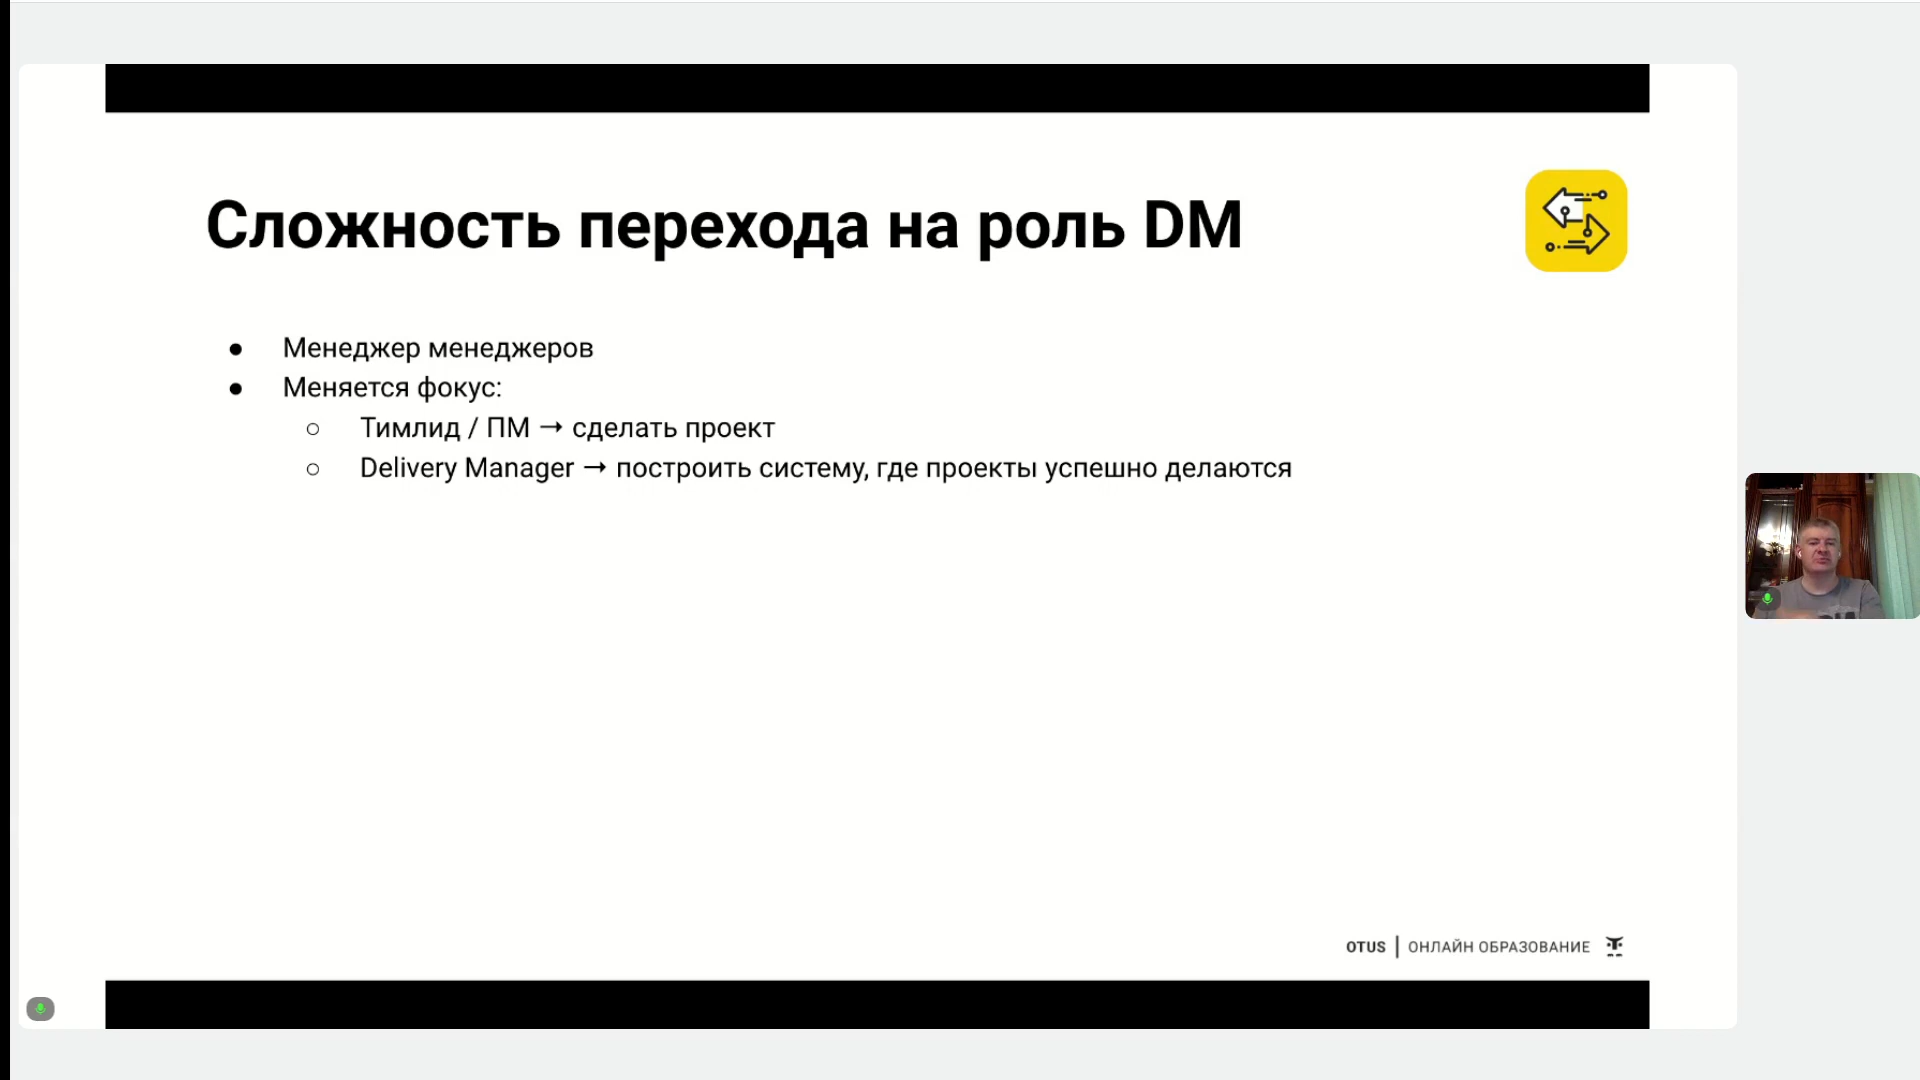 Сложность перехода на роль DM
● Менеджер менеджеров
● Меняется фокус:
○ Тимлид / ПМ → сделать проект
○ Delivery Manager → построить систему, где проекты успешно делаются
OTUS | ОНЛАЙН ОБРАЗОВАНИЕ